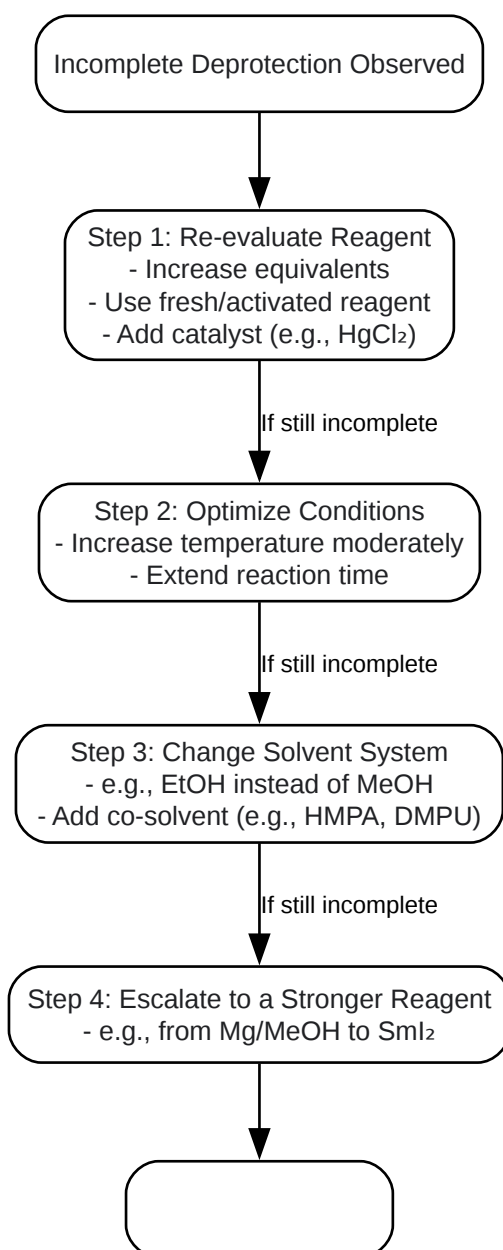 Incomplete Deprotection Observed
Step 1: Re-evaluate Reagent
- Increase equivalents
- Use fresh/activated reagent
- Add catalyst (e.g., HgCl₂)
If still incomplete
Step 2: Optimize Conditions
- Increase temperature moderately
- Extend reaction time
If still incomplete
Step 3: Change Solvent System
- e.g., EtOH instead of MeOH
- Add co-solvent (e.g., HMPA, DMPU)
If still incomplete
Step 4: Escalate to a Stronger Reagent
- e.g., from Mg/MeOH to SmI₂